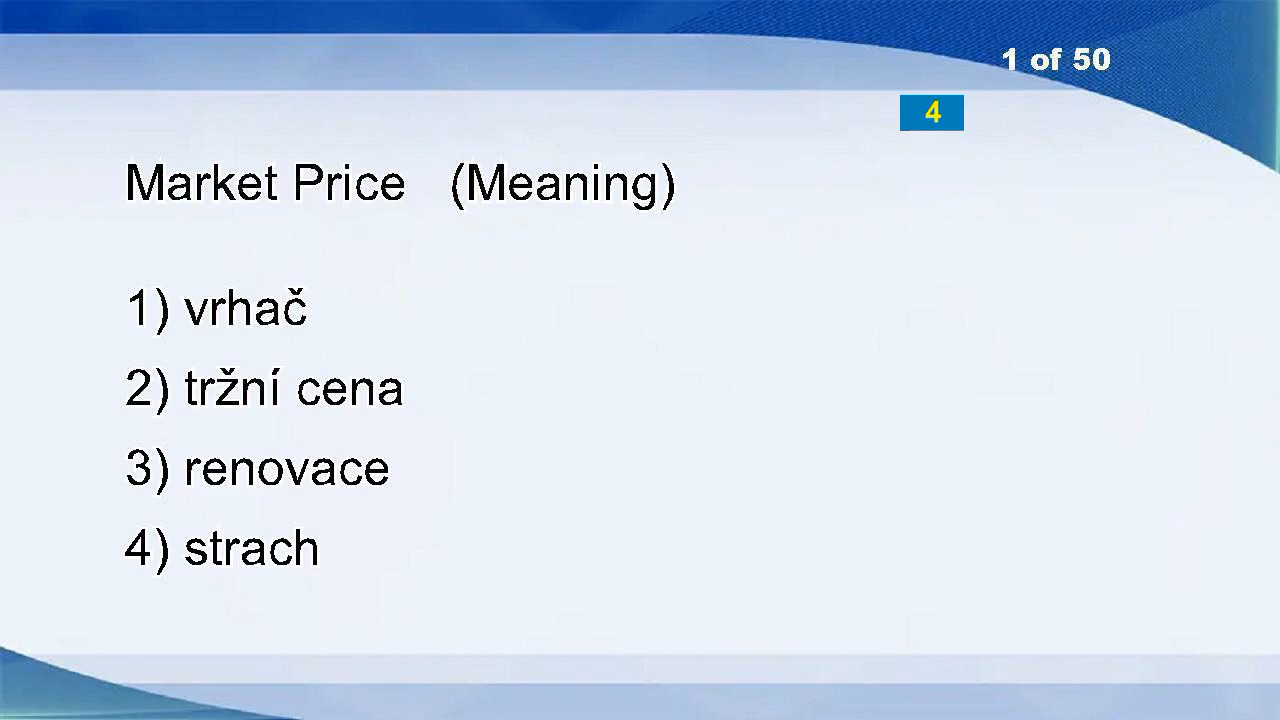 1 of 50
4
Market Price (Meaning)
1) vrhač
2) tržní cena
3) renovace
4) strach